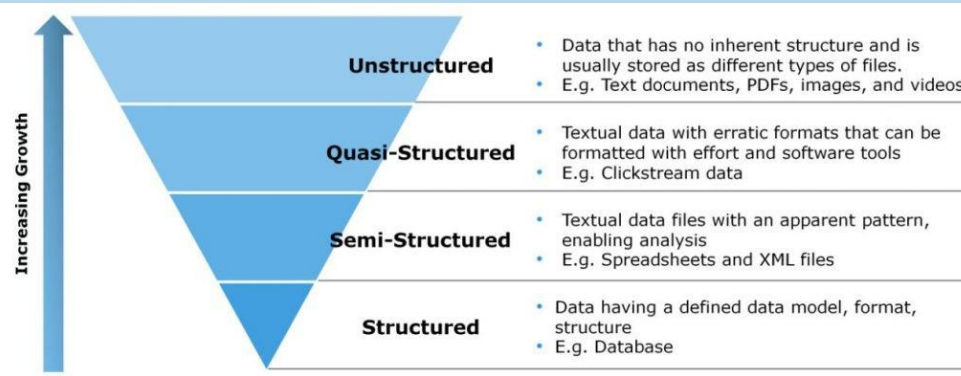 Increasing Growth
Unstructured
• Data that has no inherent structure and is
usually stored as different types of files.
• E.g. Text documents, PDFs, images, and videos
Quasi-Structured
• Textual data with erratic formats that can be
formatted with effort and software tools
• E.g. Clickstream data
Semi-Structured
• Textual data files with an apparent pattern,
enabling analysis
• E.g. Spreadsheets and XML files
Structured
• Data having a defined data model, format,
structure
• E.g. Database